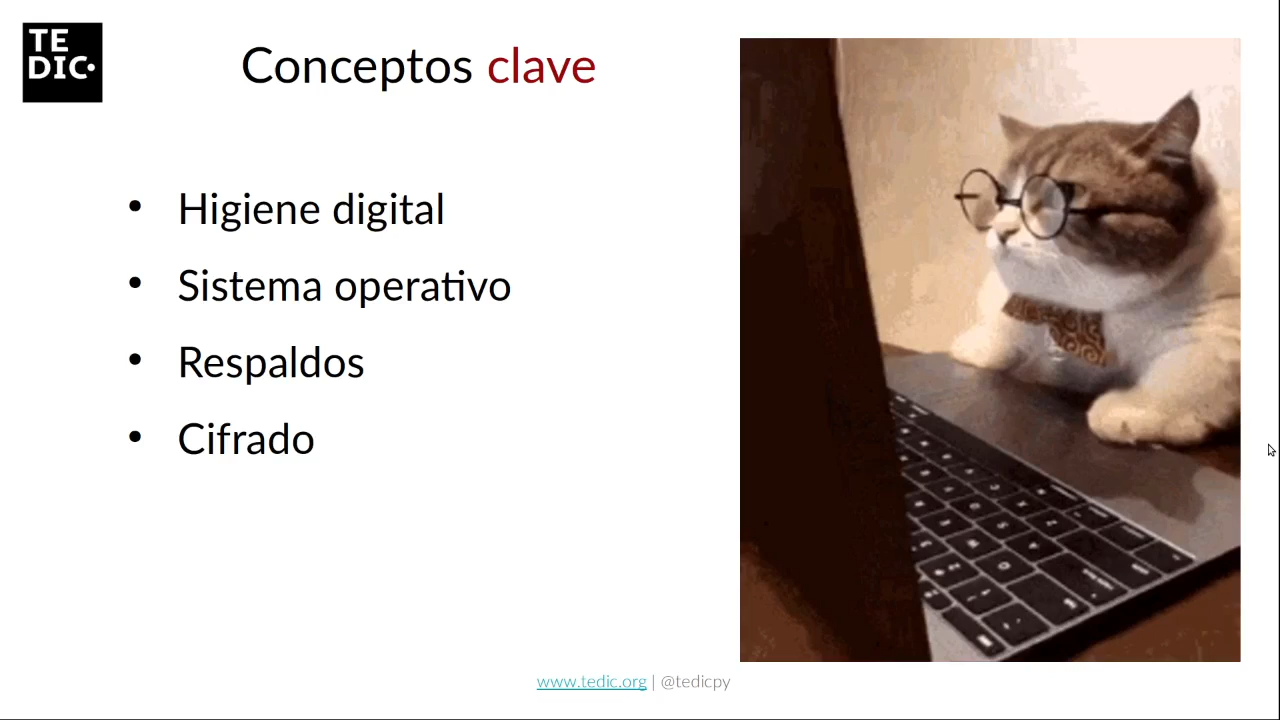 TE
DIC
Conceptos clave
• Higiene digital
• Sistema operativo
• Respaldos
• Cifrado
www.tedic.org | @tedicpy